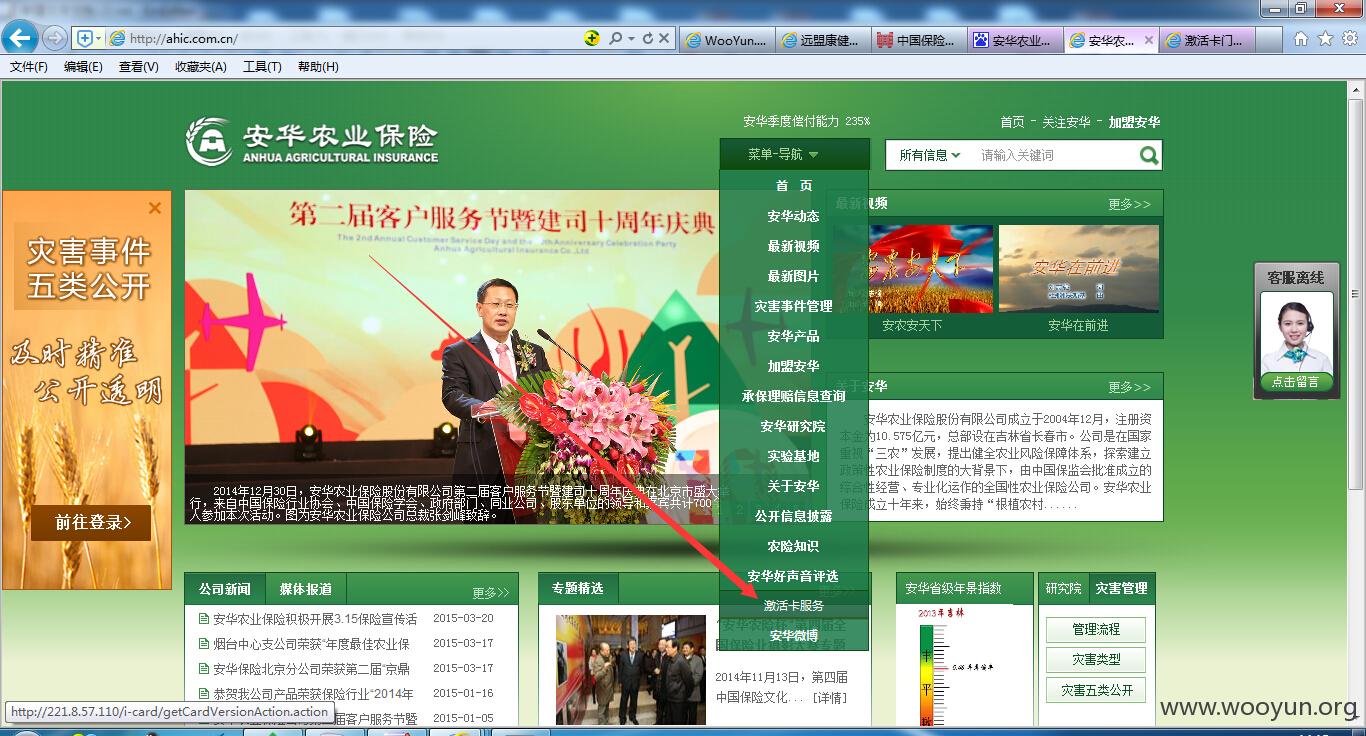 http://ahic.com.cn/
WooYun....
远盟康健...
中国保险...
安华农业...
安华农...
激活卡门...
文件(F) 编辑(E) 查看(V) 收藏夹(A) 工具(T) 帮助(H)
安华农业保险
ANHUA AGRICULTURAL INSURANCE
安华季度偿付能力 235%
首页 - 关注安华 - 加盟安华
菜单-导航
所有信息
请输入关键词
首 页
安华动态
最新视频
最新图片
灾害事件管理
安华产品
加盟安华
承保理赔信息查询
安华研究院
实验基地
关于安华
公开信息披露
农险知识
安华好声音评选
激活卡服务
安华微博
灾害事件
五类公开
及时精准
公开透明
前往登录>
第二届客户服务节暨建司十周年庆典
The 2nd Annual Customer Service Day and the 10th Anniversary Celebration Party
Anhua Agricultural Insurance Co.,Ltd
2014年12月30日，安华农业保险股份有限公司第二届客户服务节暨建司十周年庆典在北京市盛大举
行，来自中国保险行业协会、中国保险学会、政府部门、同业公司、股东单位的领导和嘉宾共计700
人参加本次活动。图为安华农业保险公司总裁张剑峰致辞。
最新视频
更多>>
安农安天下
安华在前进
安华在前进
关于安华
更多>>
安华农业保险股份有限公司成立于2004年12月，注册资
本金为10.575亿元，总部设在吉林省长春市。公司是在国家
重视“三农”发展，提出健全农业风险保障体系，探索建立
政策性农业保险制度的大背景下，由中国保监会批准成立的
综合性经营、专业化运作的全国性农业保险公司。安华农业
保险成立十年来，始终秉持“根植农村......
客服离线
点击留言
公司新闻
媒体报道
更多>>
安华农业保险积极开展3.15保险宣传活 2015-03-20
烟台中心支公司荣获“年度最佳农业保 2015-03-17
安华保险北京分公司荣获第二届“京鼎 2015-03-17
恭贺我公司产品荣获保险行业“2014年 2015-01-16
安华农业保险第二届客户服务节暨 2015-01-05
专题精选
更多>>
“安华农险杯”第四届全
国保险业摄影大赛专题
2014年11月13日，第四届
中国保险文化... [详情]
安华省级年景指数
2013年吉林
丰
平
歉
研究院
灾害管理
管理流程
灾害类型
灾害五类公开
http://221.8.57.110/i-card/getCardVersionAction.action
www.wooyun.org